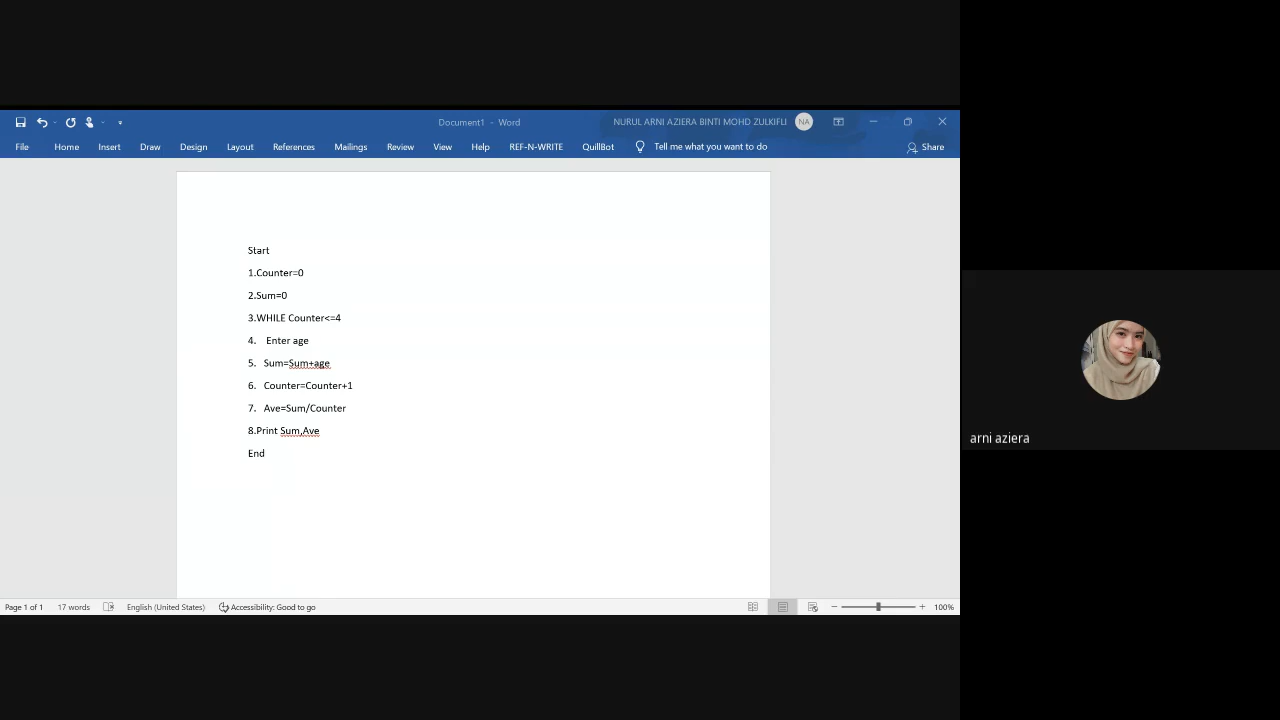 Document1 - Word
NURUL ARNI AZIERA BINTI MOHD ZULKIFLI
NA
File Home Insert Draw Design Layout References Mailings Review View Help REF-N-WRITE QuillBot Tell me what you want to do Share
Start
1.Counter=0
2.Sum=0
3.WHILE Counter<=4
4. Enter age
5. Sum=Sum+age
6. Counter=Counter+1
7. Ave=Sum/Counter
8.Print Sum,Ave
End
arni aziera
Page 1 of 1 17 words English (United States) Accessibility: Good to go 100%